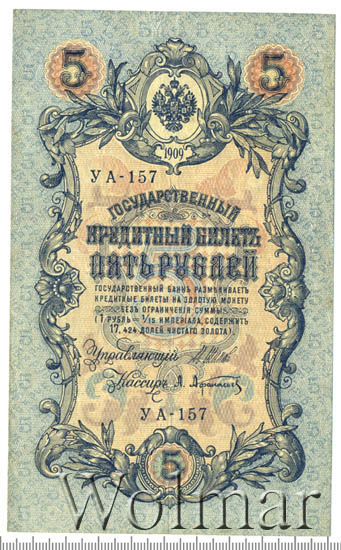 5 5
1909
УА-157
ГОСУДАРСТВЕННЫЙ
КРЕДИТНЫЙ БИЛЕТЪ
ПЯТЬ РУБЛЕЙ
ГОСУДАРСТВЕННЫЙ БАНКЪ РАЗМѢНИВАЕТЪ
КРЕДИТНЫЕ БИЛЕТЫ НА ЗОЛОТУЮ МОНЕТУ
БЕЗЪ ОГРАНИЧЕНІЯ СУММЫ
(1 РУБЛЬ = 1/15 ИМПЕРІАЛА, СОДЕРЖИТЪ
17,424 ДОЛЕЙ ЧИСТАГО ЗОЛОТА).
Управляющій
Кассиръ
УА-157
5
Wolmar